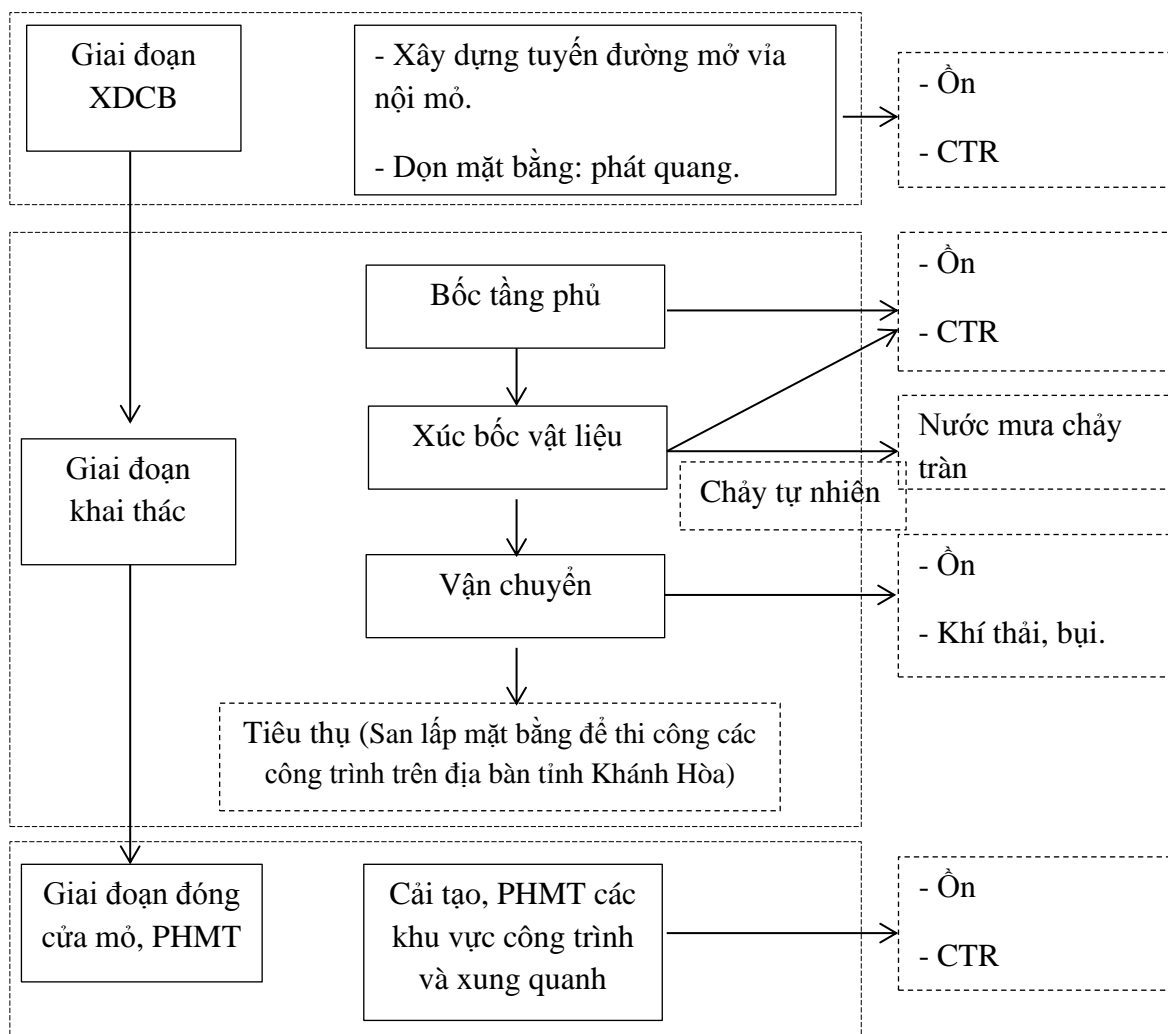 Giai đoạn
XDCB
- Xây dựng tuyến đường mở vỉa
nội mỏ.
- Dọn mặt bằng: phát quang.
- Ồn
- CTR
Bốc tầng phủ
- Ồn
- CTR
Giai đoạn
khai thác
Xúc bốc vật liệu
Nước mưa chảy
tràn
Chảy tự nhiên
Vận chuyển
- Ồn
- Khí thải, bụi.
Tiêu thụ (San lấp mặt bằng để thi công các
công trình trên địa bàn tỉnh Khánh Hòa)
Giai đoạn đóng
cửa mỏ, PHMT
Cải tạo, PHMT các
khu vực công trình
và xung quanh
- Ồn
- CTR